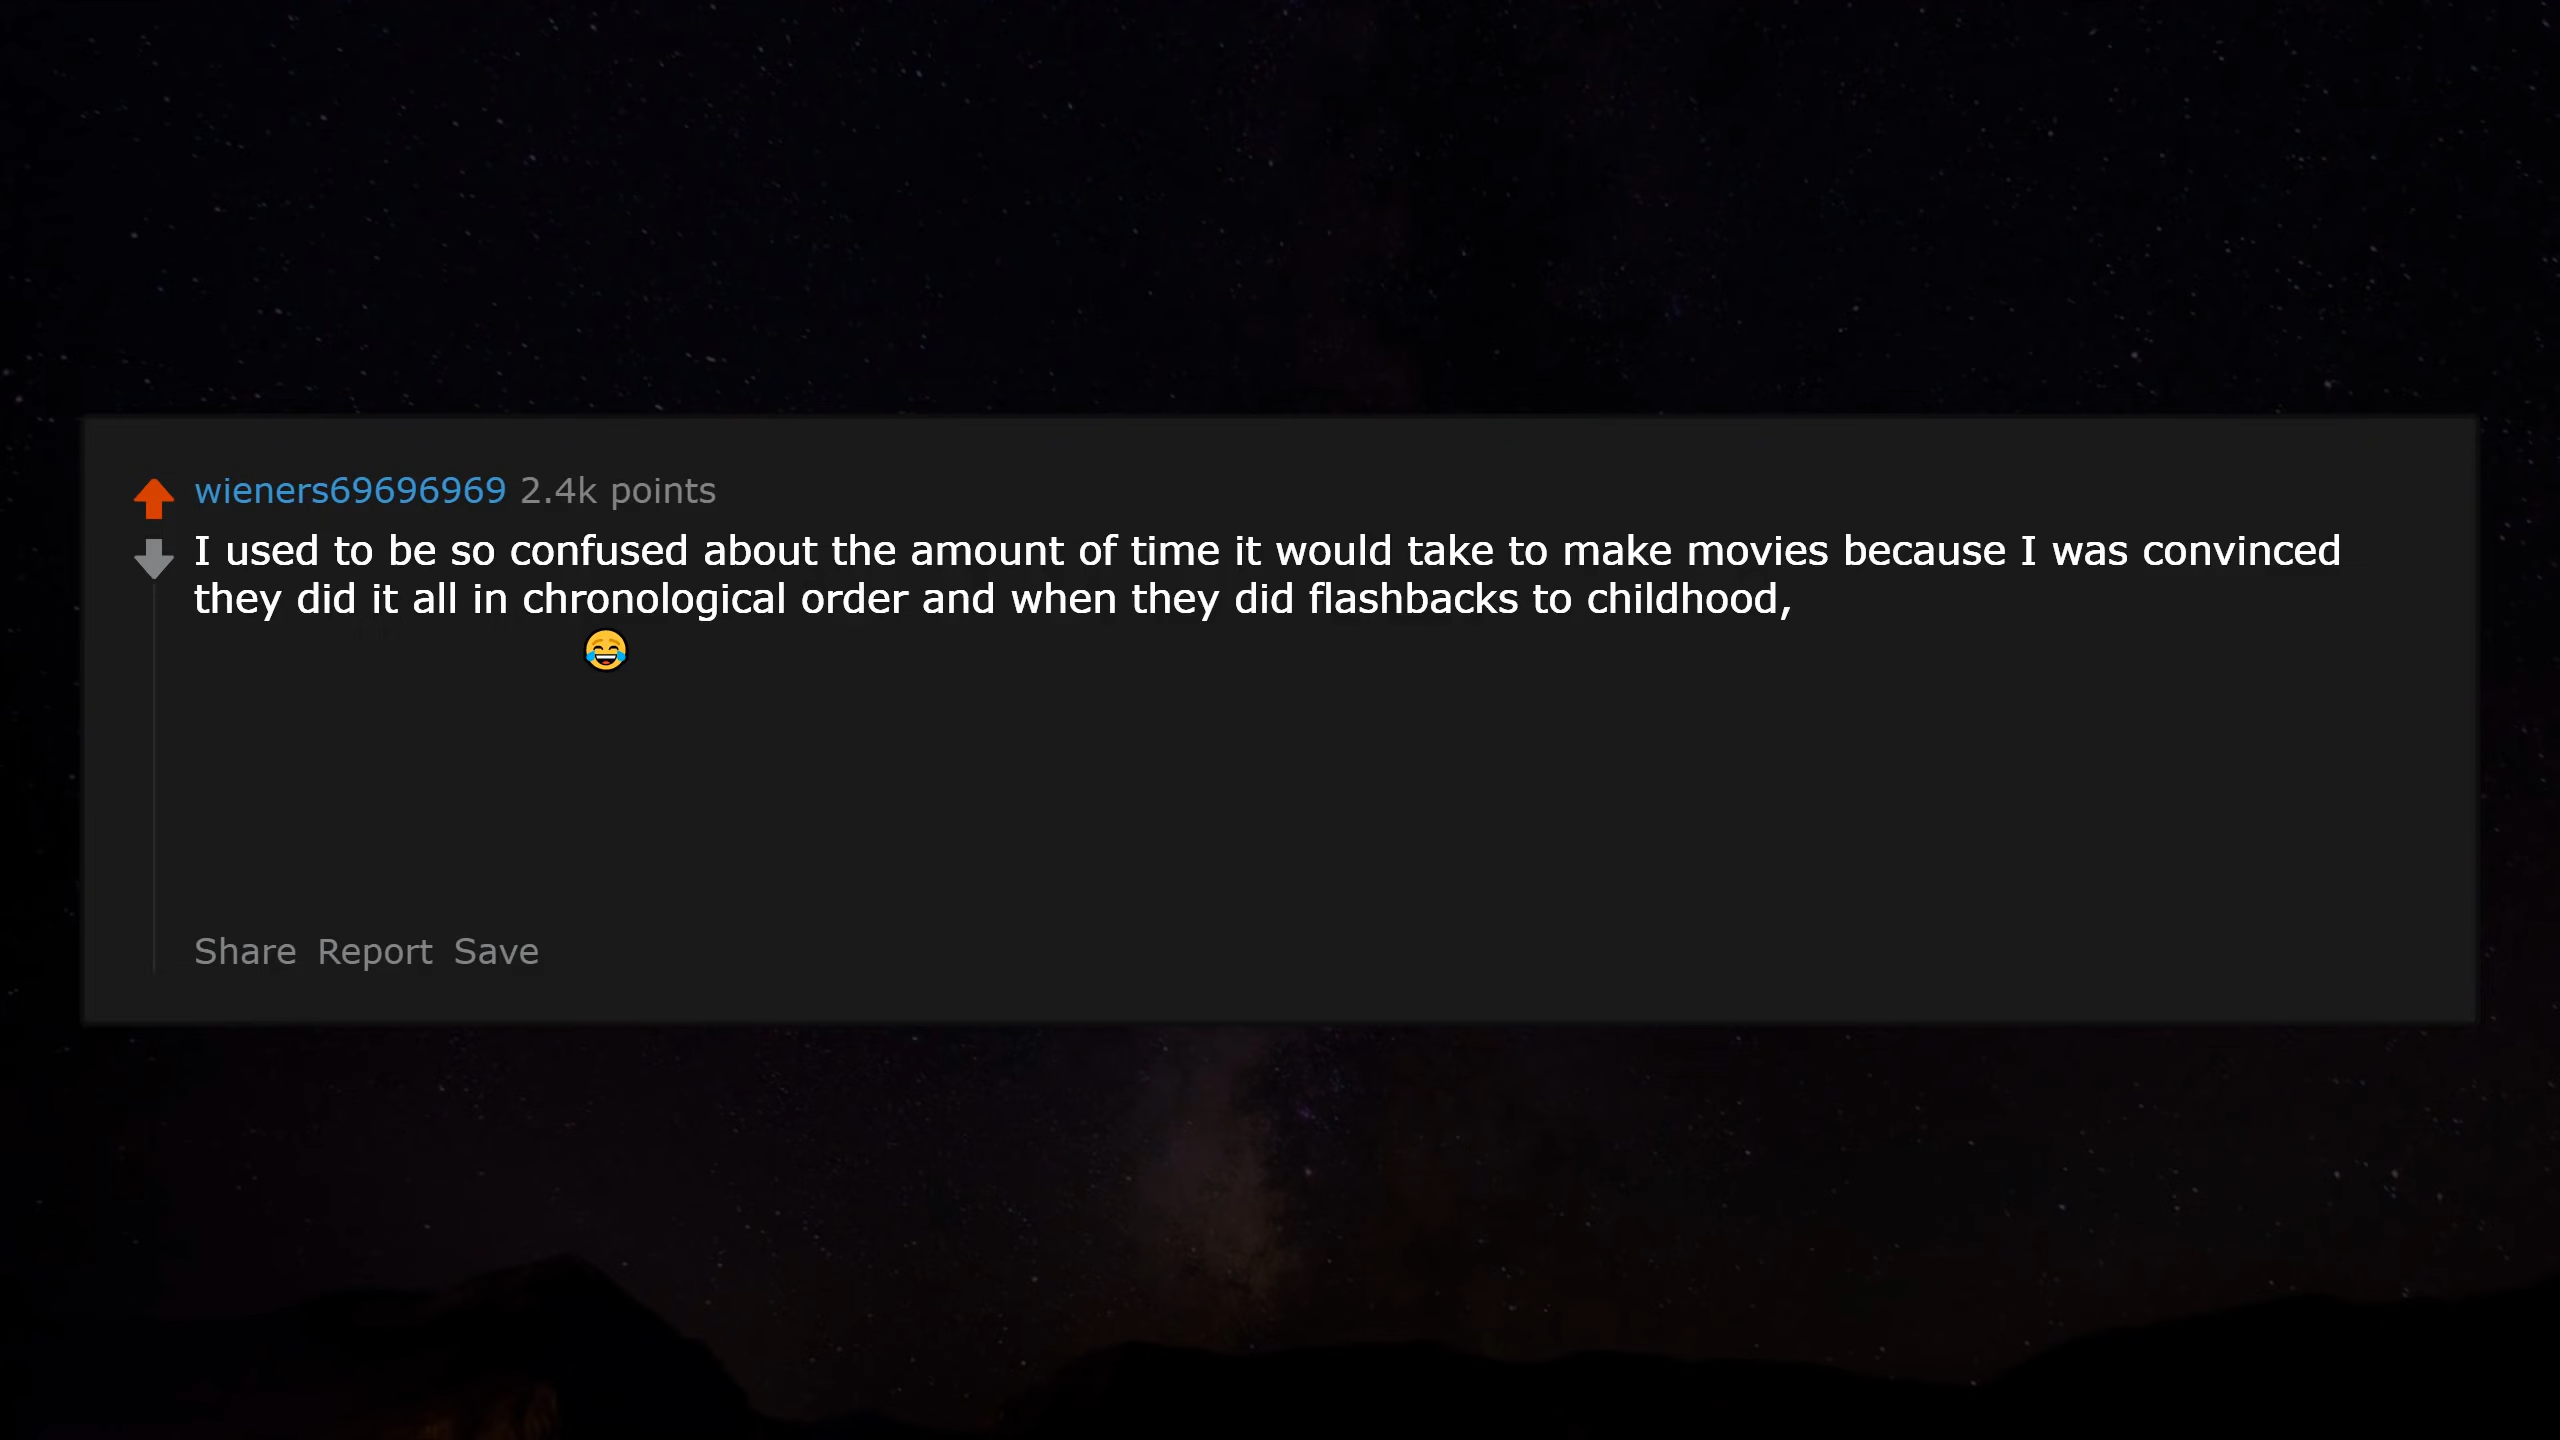 wieners69696969 2.4k points
I used to be so confused about the amount of time it would take to make movies because I was convinced
they did it all in chronological order and when they did flashbacks to childhood,
😂
Share Report Save